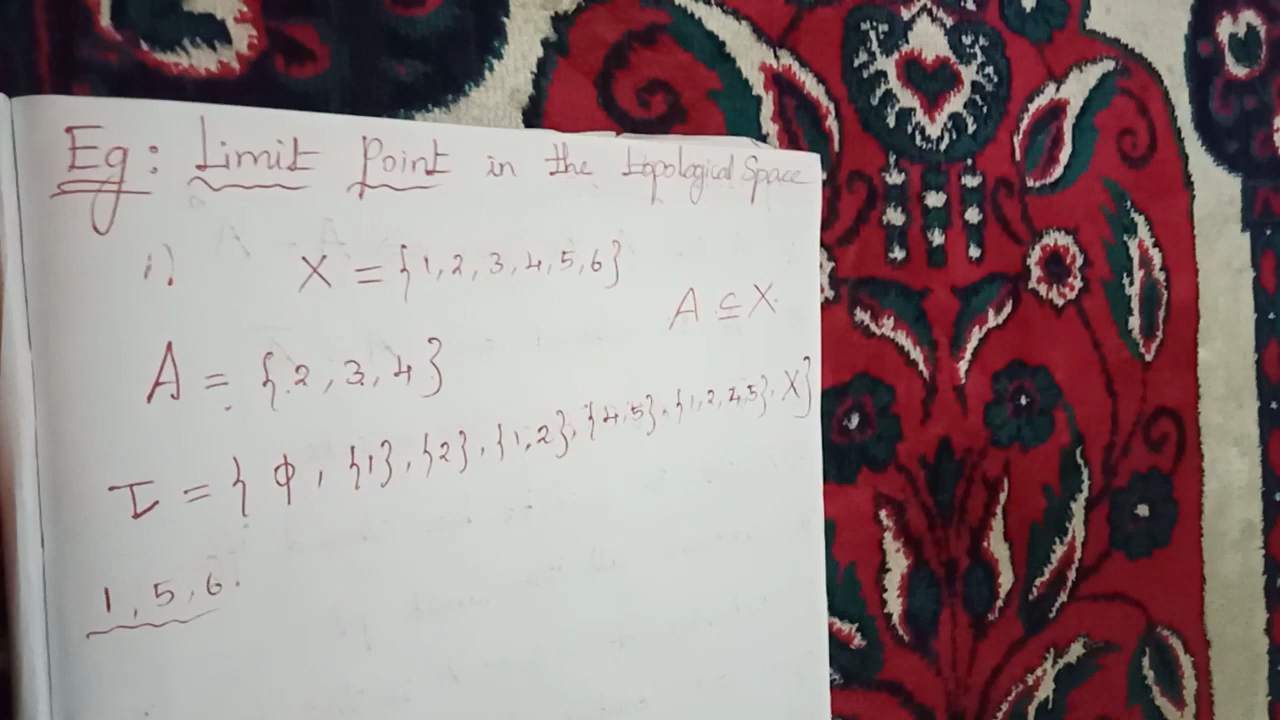 Eg: Limit Point in the topological Space
i) X = {1, 2, 3, 4, 5, 6}
A ⊆ X.
A = {2, 3, 4}
τ = { ϕ, {1}, {2}, {1, 2}, {4, 5}, {1, 2, 4, 5}, X}
1, 5, 6.